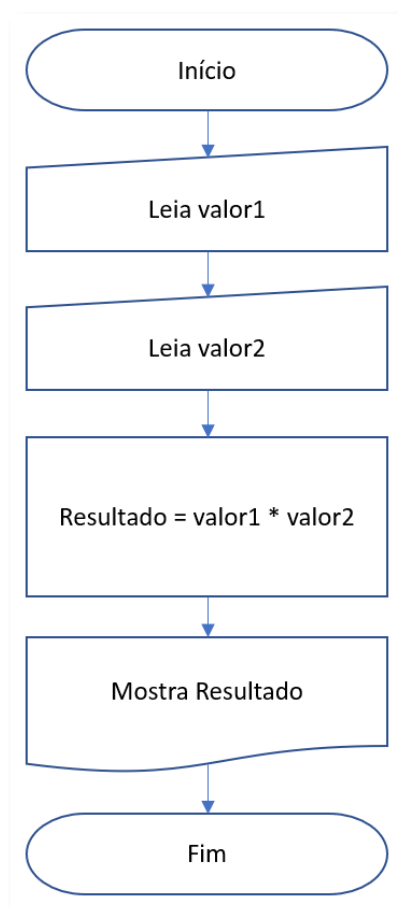 Início
Leia valor1
Leia valor2
Resultado = valor1 * valor2
Mostra Resultado
Fim